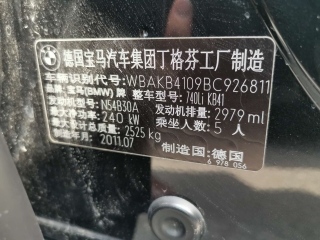 德国宝马汽车集团丁格芬工厂制造
车辆识别代号:WBAKB4109BC926811
品牌:宝马(BMW)牌 整车型号:740Li KB41
发动机型号:N54B30A 发动机排量:2979 ml
最大净功率:240 kW 乘坐人数:5 人
最大允许总质量:2525 kg
制造年月:2011.07 制造国:德国
6 978 056